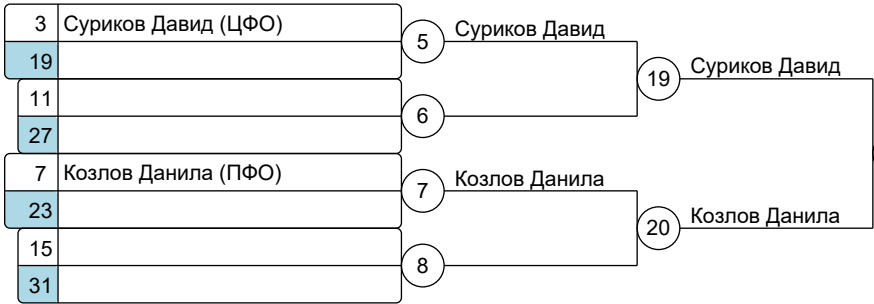 3 Суриков Давид (ЦФО)
19
5 Суриков Давид
11
27
6
19 Суриков Давид
7 Козлов Данила (ПФО)
23
7 Козлов Данила
15
31
8
20 Козлов Данила